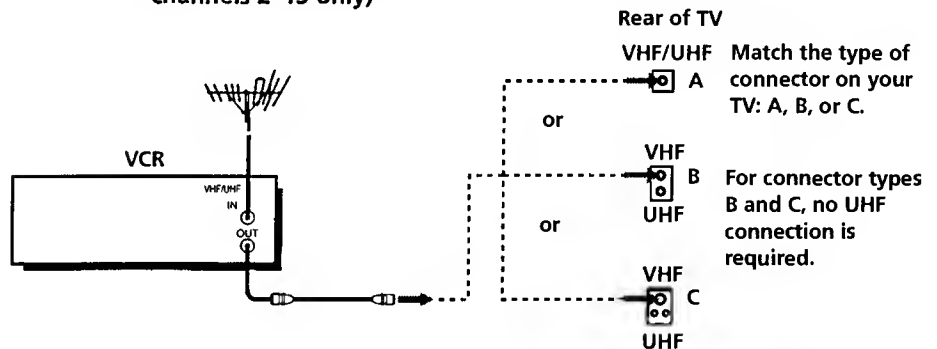 channels 2–13 only)
Rear of TV
VHF/UHF
A
Match the type of
connector on your
TV: A, B, or C.
or
VCR
VHF/UHF
IN
OUT
VHF
B
UHF
For connector types
B and C, no UHF
connection is
required.
or
VHF
C
UHF